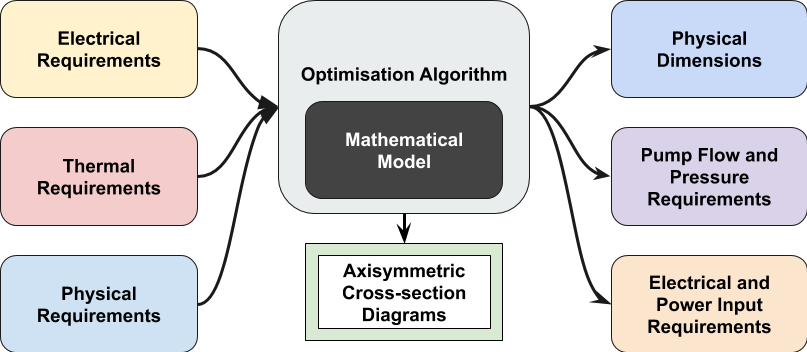 Electrical
Requirements
Thermal
Requirements
Physical
Requirements
Optimisation Algorithm
Mathematical
Model
Axisymmetric
Cross-section
Diagrams
Physical
Dimensions
Pump Flow and
Pressure
Requirements
Electrical and
Power Input
Requirements